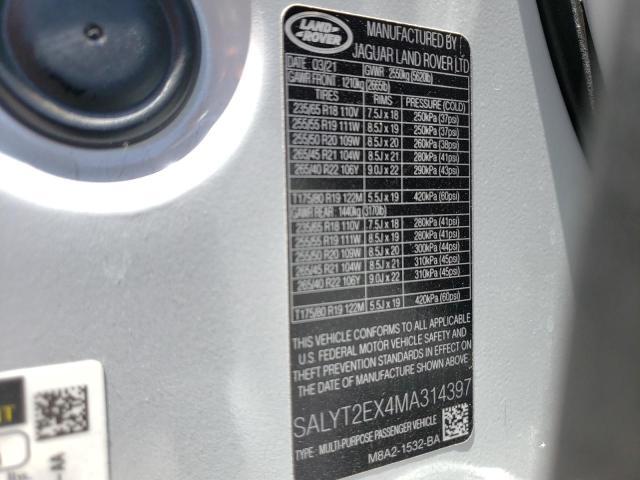 LAND ROVER
MANUFACTURED BY
JAGUAR LAND ROVER LTD
DATE 03/21 GVWR 2550kg (5620lb)
GAWR FRONT 1210kg (2665lb)
TIRES RIMS PRESSURE (COLD)
235/65 R18 110V 7.5J x 18 250kPa (37psi)
255/55 R19 111W 8.5J x 19 250kPa (37psi)
255/50 R20 109W 8.5J x 20 260kPa (38psi)
265/45 R21 104W 8.5J x 21 280kPa (41psi)
265/40 R22 106Y 9.0J x 22 290kPa (43psi)
T175/80 R19 122M 5.5J x 19 420kPa (60psi)
GAWR REAR 1440kg (3170lb)
235/65 R18 110V 7.5J x 18 280kPa (41psi)
255/55 R19 111W 8.5J x 19 280kPa (41psi)
255/50 R20 109W 8.5J x 20 300kPa (44psi)
265/45 R21 104W 8.5J x 21 310kPa (45psi)
265/40 R22 106Y 9.0J x 22 310kPa (45psi)
T175/80 R19 122M 5.5J x 19 420kPa (60psi)
THIS VEHICLE CONFORMS TO ALL APPLICABLE
U.S. FEDERAL MOTOR VEHICLE SAFETY AND
THEFT PREVENTION STANDARDS IN EFFECT ON
THE DATE OF MANUFACTURE SHOWN ABOVE.
SALYT2EX4MA314397
TYPE: MULTI-PURPOSE PASSENGER VEHICLE
M8A2-1532-BA
-AA